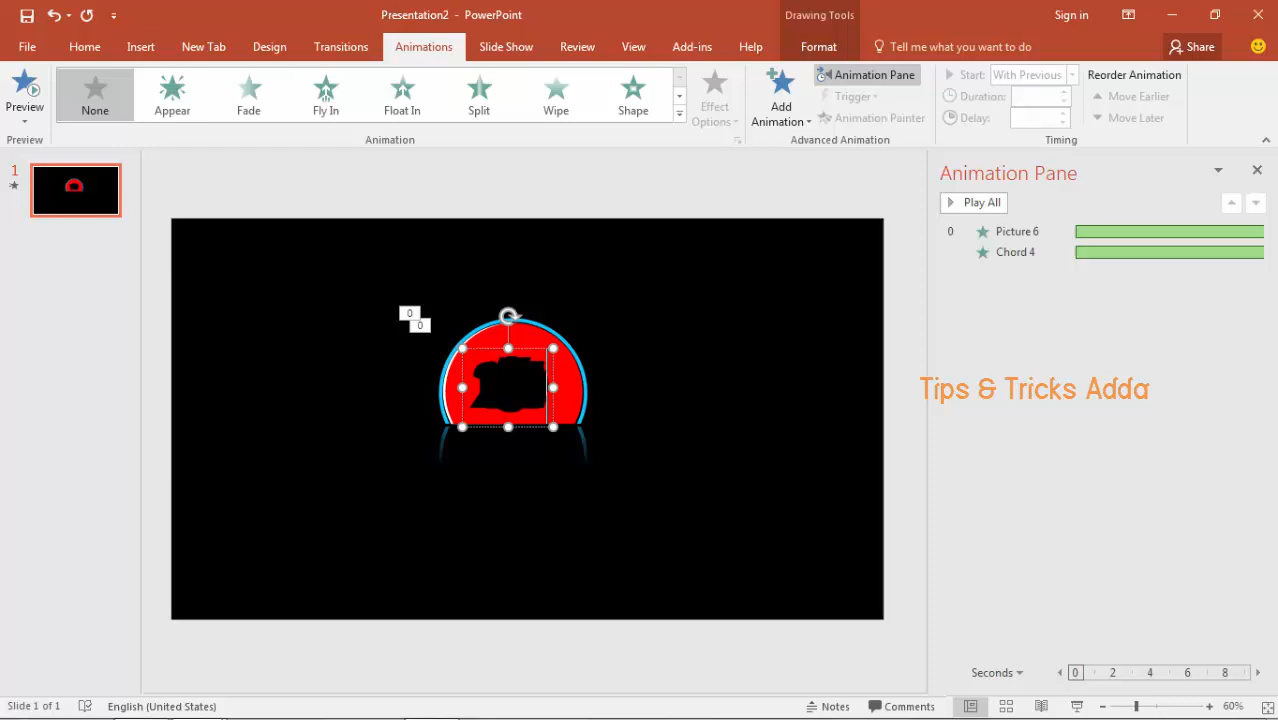 Presentation2 - PowerPoint
Drawing Tools
Sign in
File Home Insert New Tab Design Transitions Animations Slide Show Review View Add-ins Help Format Tell me what you want to do Share
Preview
None Appear Fade Fly In Float In Split Wipe Shape
Effect Options
Add Animation
Animation Pane
Trigger
Animation Painter
Start: With Previous
Duration:
Delay:
Reorder Animation
Move Earlier
Move Later
Preview Animation Advanced Animation Timing
1
Animation Pane
Play All
0 Picture 6
Chord 4
0
0
Tips & Tricks Adda
Seconds 0 2 4 6 8
Slide 1 of 1 English (United States) Notes Comments 60%